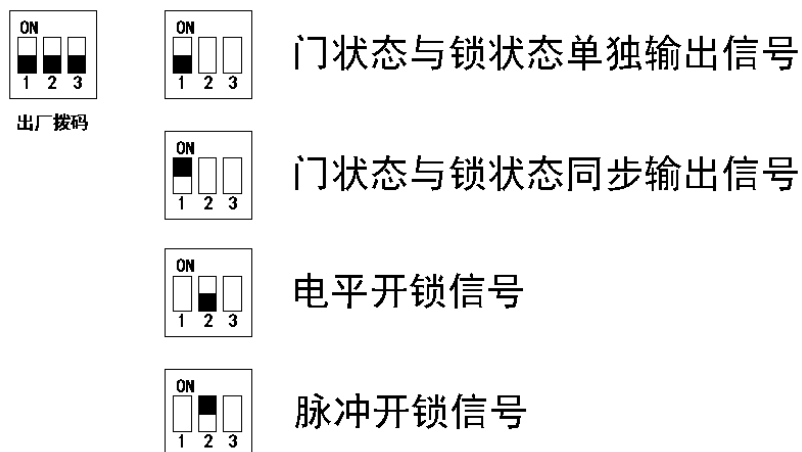 ON
1 2 3
出厂拨码
ON
1 2 3
门状态与锁状态单独输出信号
ON
1 2 3
门状态与锁状态同步输出信号
ON
1 2 3
电平开锁信号
ON
1 2 3
脉冲开锁信号